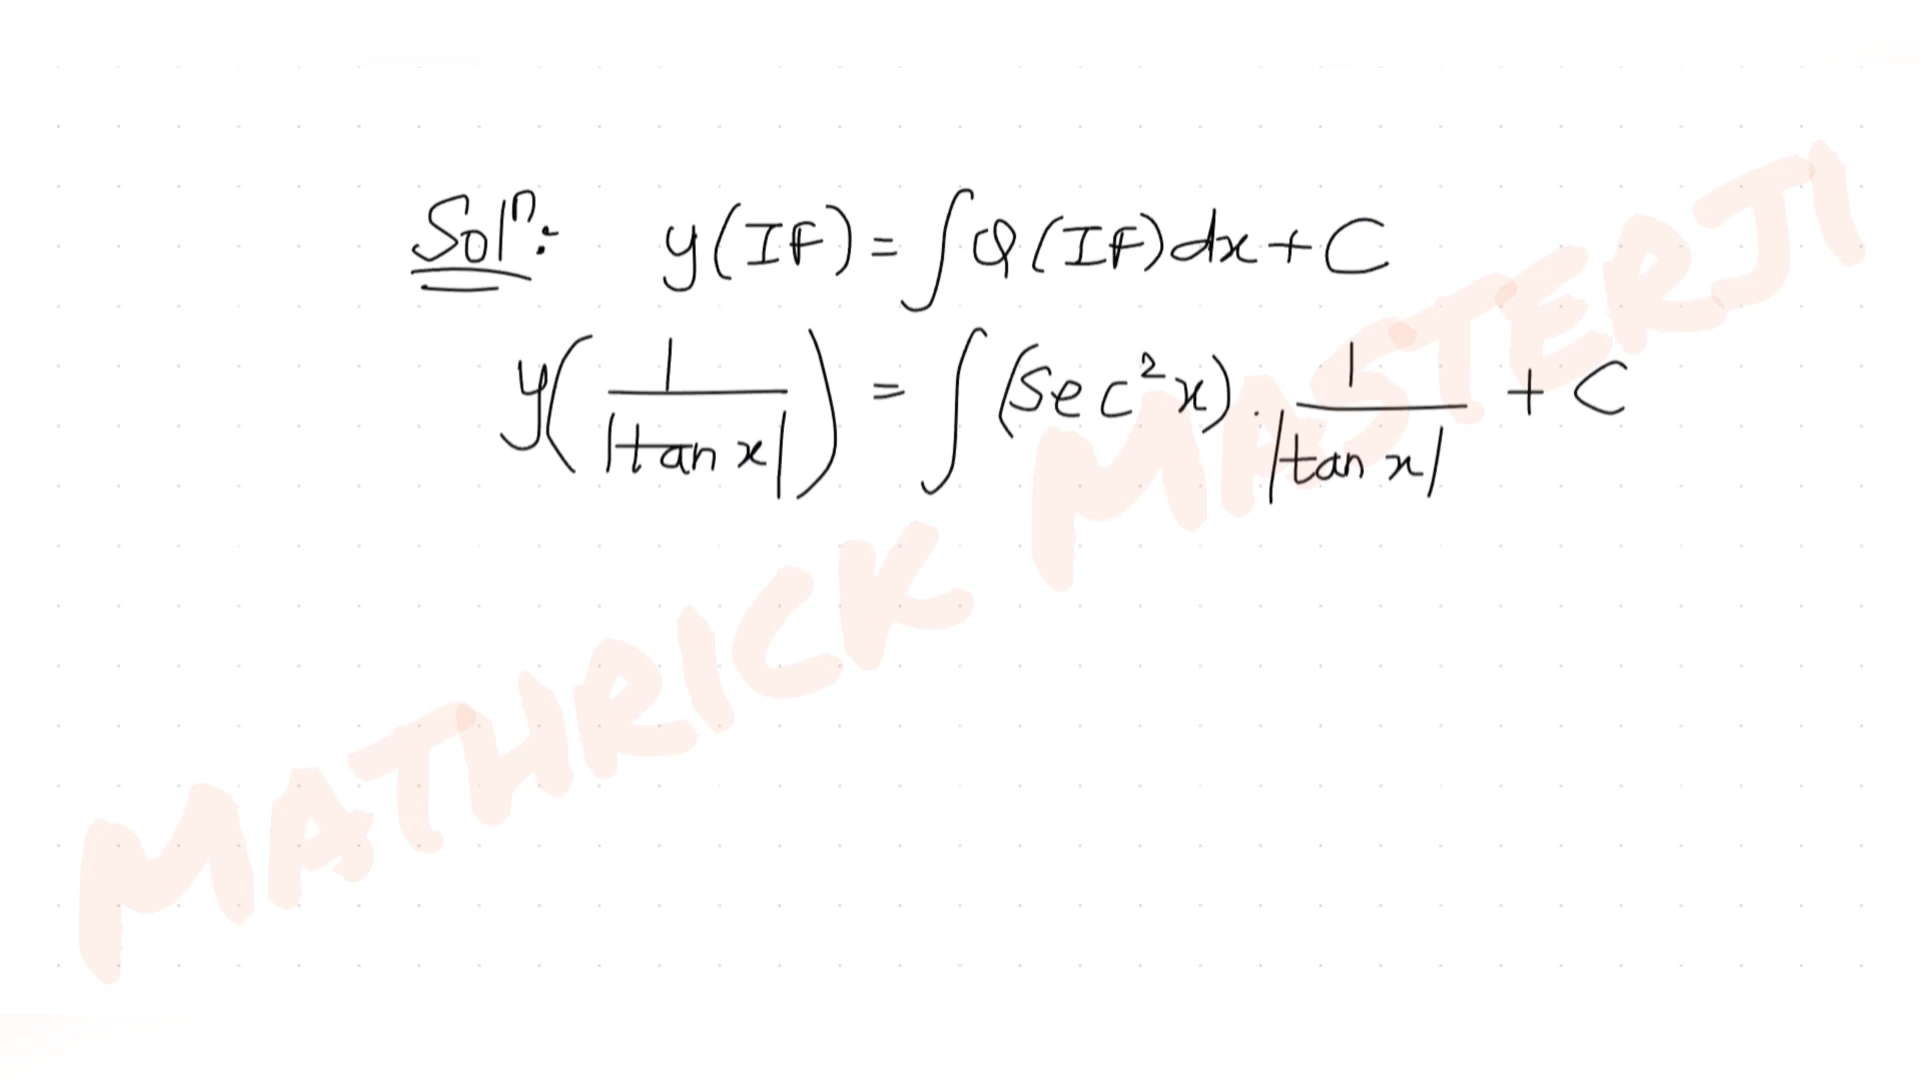 Solⁿ: y(IF) = ∫Q(IF)dx + C
y(1/|tan x|) = ∫(sec²x) · 1/|tan x| + C
MATHRICK MASTERJI